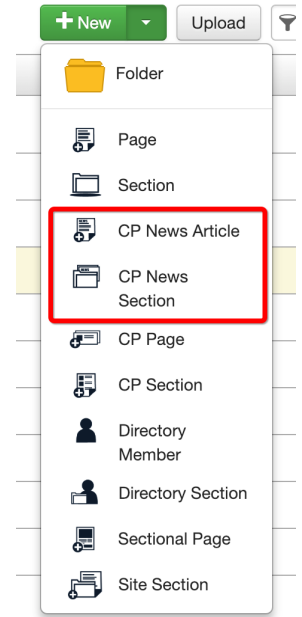 + New
Upload
Folder
Page
Section
CP News Article
CP News
Section
CP Page
CP Section
Directory
Member
Directory Section
Sectional Page
Site Section